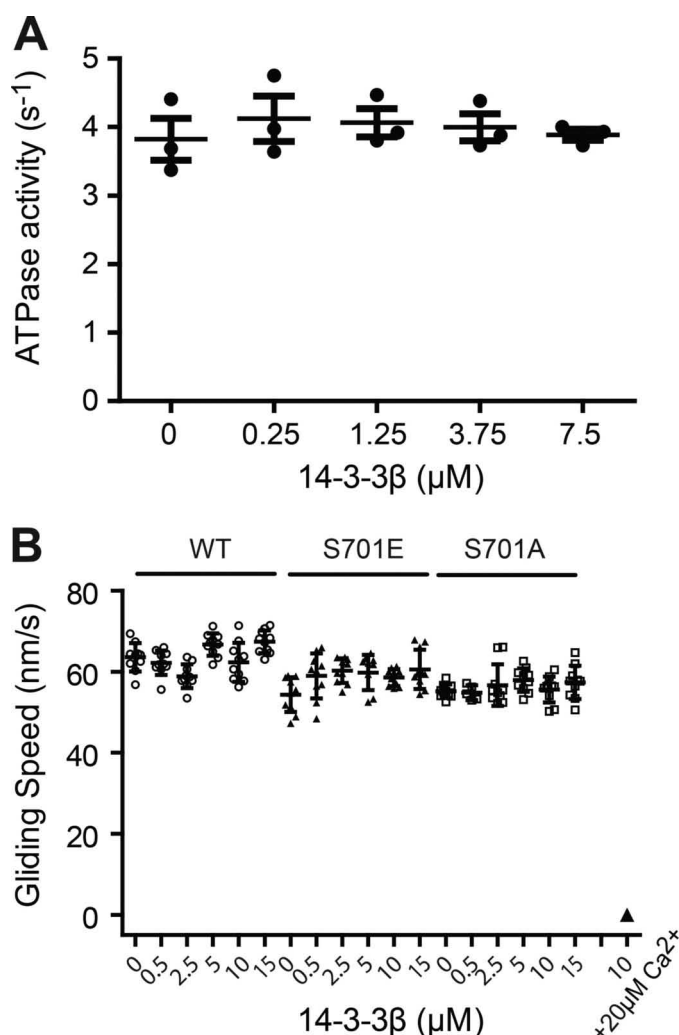 A
ATPase activity (s⁻¹)
5
4
3
2
1
0
0 0.25 1.25 3.75 7.5
14-3-3β (µM)
B
WT S701E S701A
Gliding Speed (nm/s)
80
60
40
20
0
0 0.5 2.5 5 10 15 0 0.5 2.5 5 10 15 0 0.5 2.5 5 10 15 10
+20µM Ca²⁺
14-3-3β (µM)